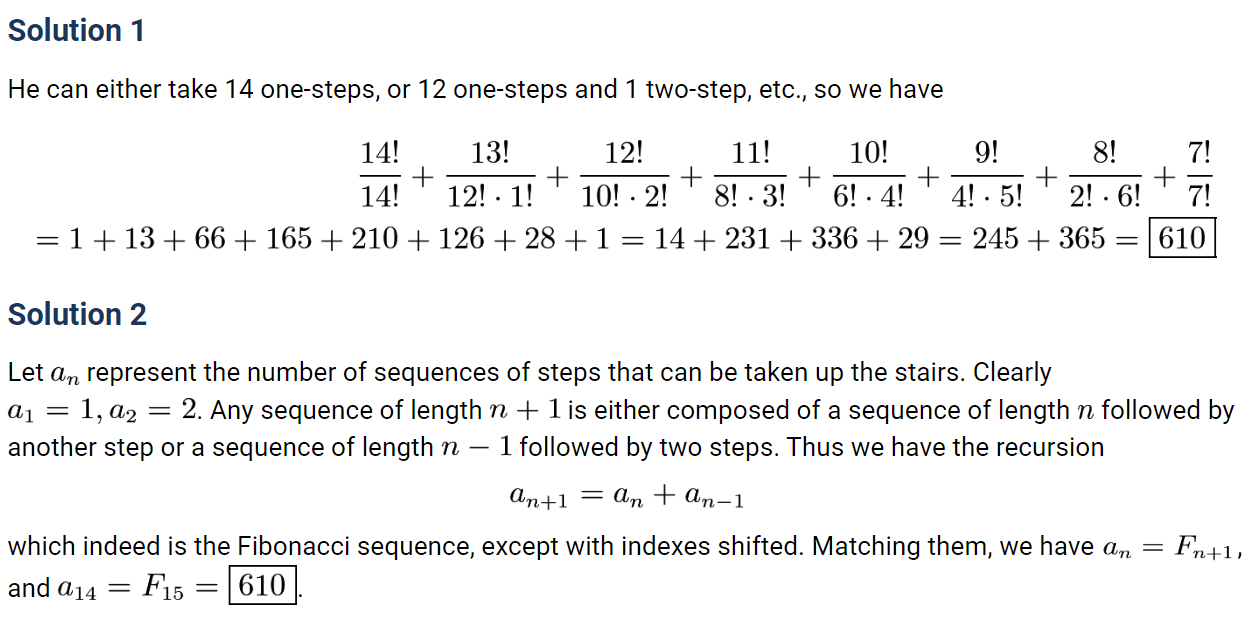 Solution 1
He can either take 14 one-steps, or 12 one-steps and 1 two-step, etc., so we have
$\frac{14!}{14!} + \frac{13!}{12! \cdot 1!} + \frac{12!}{10! \cdot 2!} + \frac{11!}{8! \cdot 3!} + \frac{10!}{6! \cdot 4!} + \frac{9!}{4! \cdot 5!} + \frac{8!}{2! \cdot 6!} + \frac{7!}{7!}$
$= 1 + 13 + 66 + 165 + 210 + 126 + 28 + 1 = 14 + 231 + 336 + 29 = 245 + 365 = \boxed{610}$
Solution 2
Let $a_n$ represent the number of sequences of steps that can be taken up the stairs. Clearly
$a_1 = 1, a_2 = 2$. Any sequence of length $n + 1$ is either composed of a sequence of length $n$ followed by
another step or a sequence of length $n - 1$ followed by two steps. Thus we have the recursion
$a_{n+1} = a_n + a_{n-1}$
which indeed is the Fibonacci sequence, except with indexes shifted. Matching them, we have $a_n = F_{n+1}$,
and $a_{14} = F_{15} = \boxed{610}$.